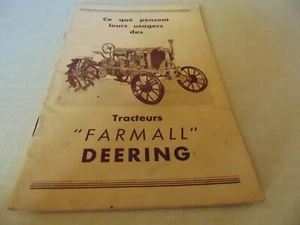 Ce que pensent
leurs usagers
des
Tracteurs
"FARMALL"
DEERING